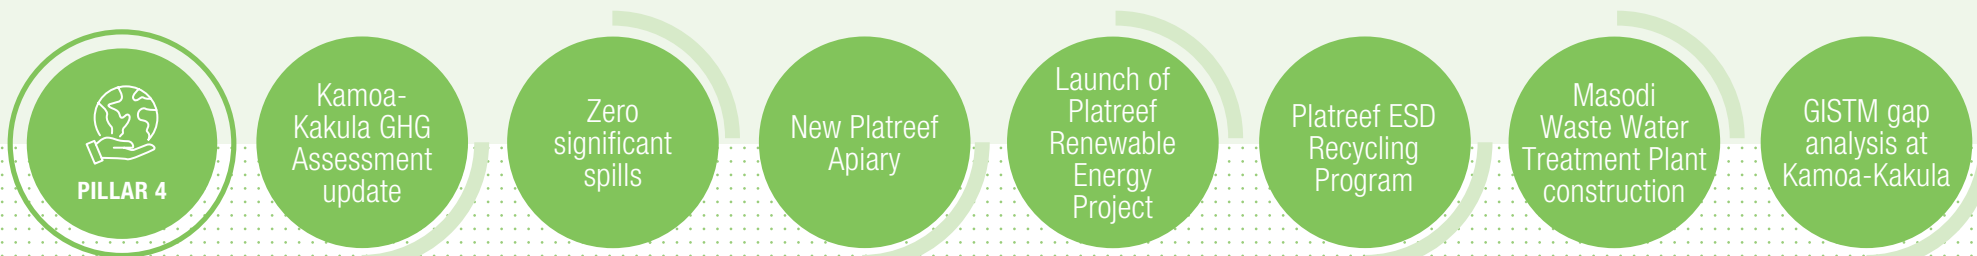 PILLAR 4
Kamoa-
Kakula GHG
Assessment
update
Zero
significant
spills
New Platreef
Apiary
Launch of
Platreef
Renewable
Energy
Project
Platreef ESD
Recycling
Program
Masodi
Waste Water
Treatment Plant
construction
GISTM gap
analysis at
Kamoa-Kakula